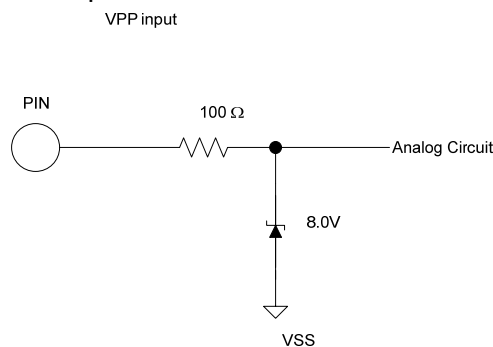 VPP input
PIN
100 Ω
Analog Circuit
8.0V
VSS